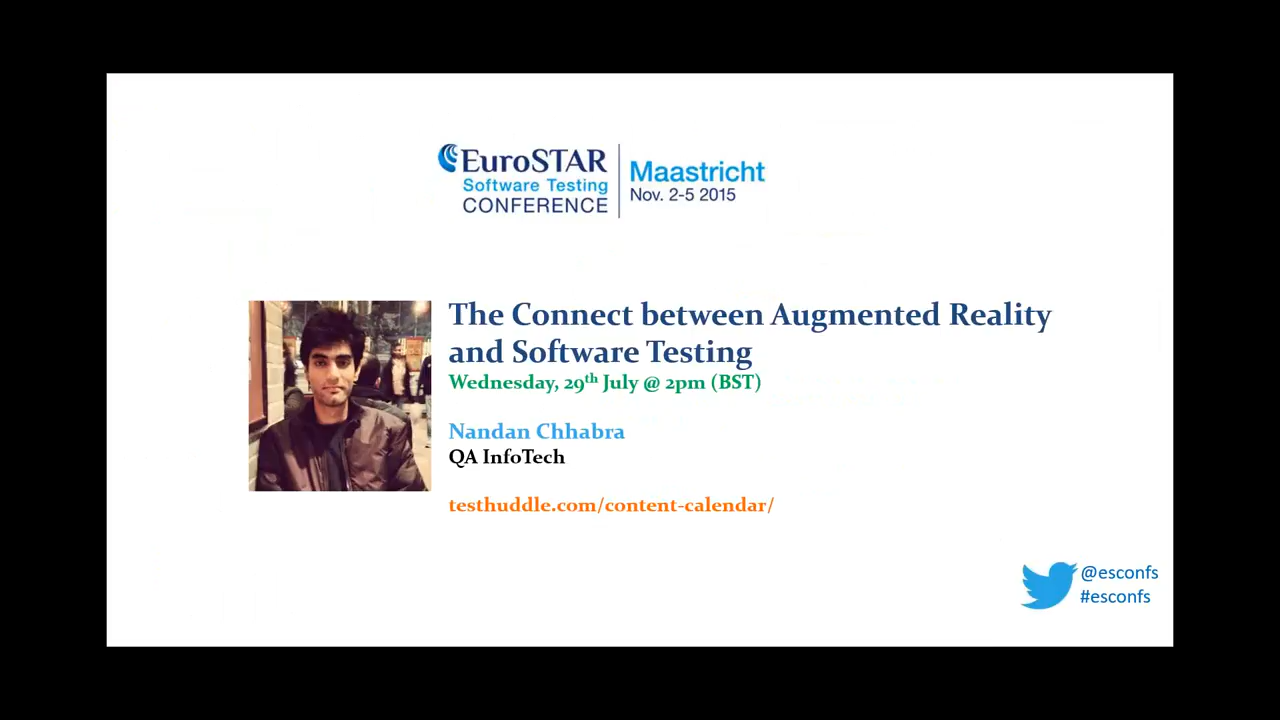 EuroSTAR
Software Testing
CONFERENCE
Maastricht
Nov. 2-5 2015
The Connect between Augmented Reality
and Software Testing
Wednesday, 29th July @ 2pm (BST)
Nandan Chhabra
QA InfoTech
testhuddle.com/content-calendar/
@esconfs
#esconfs